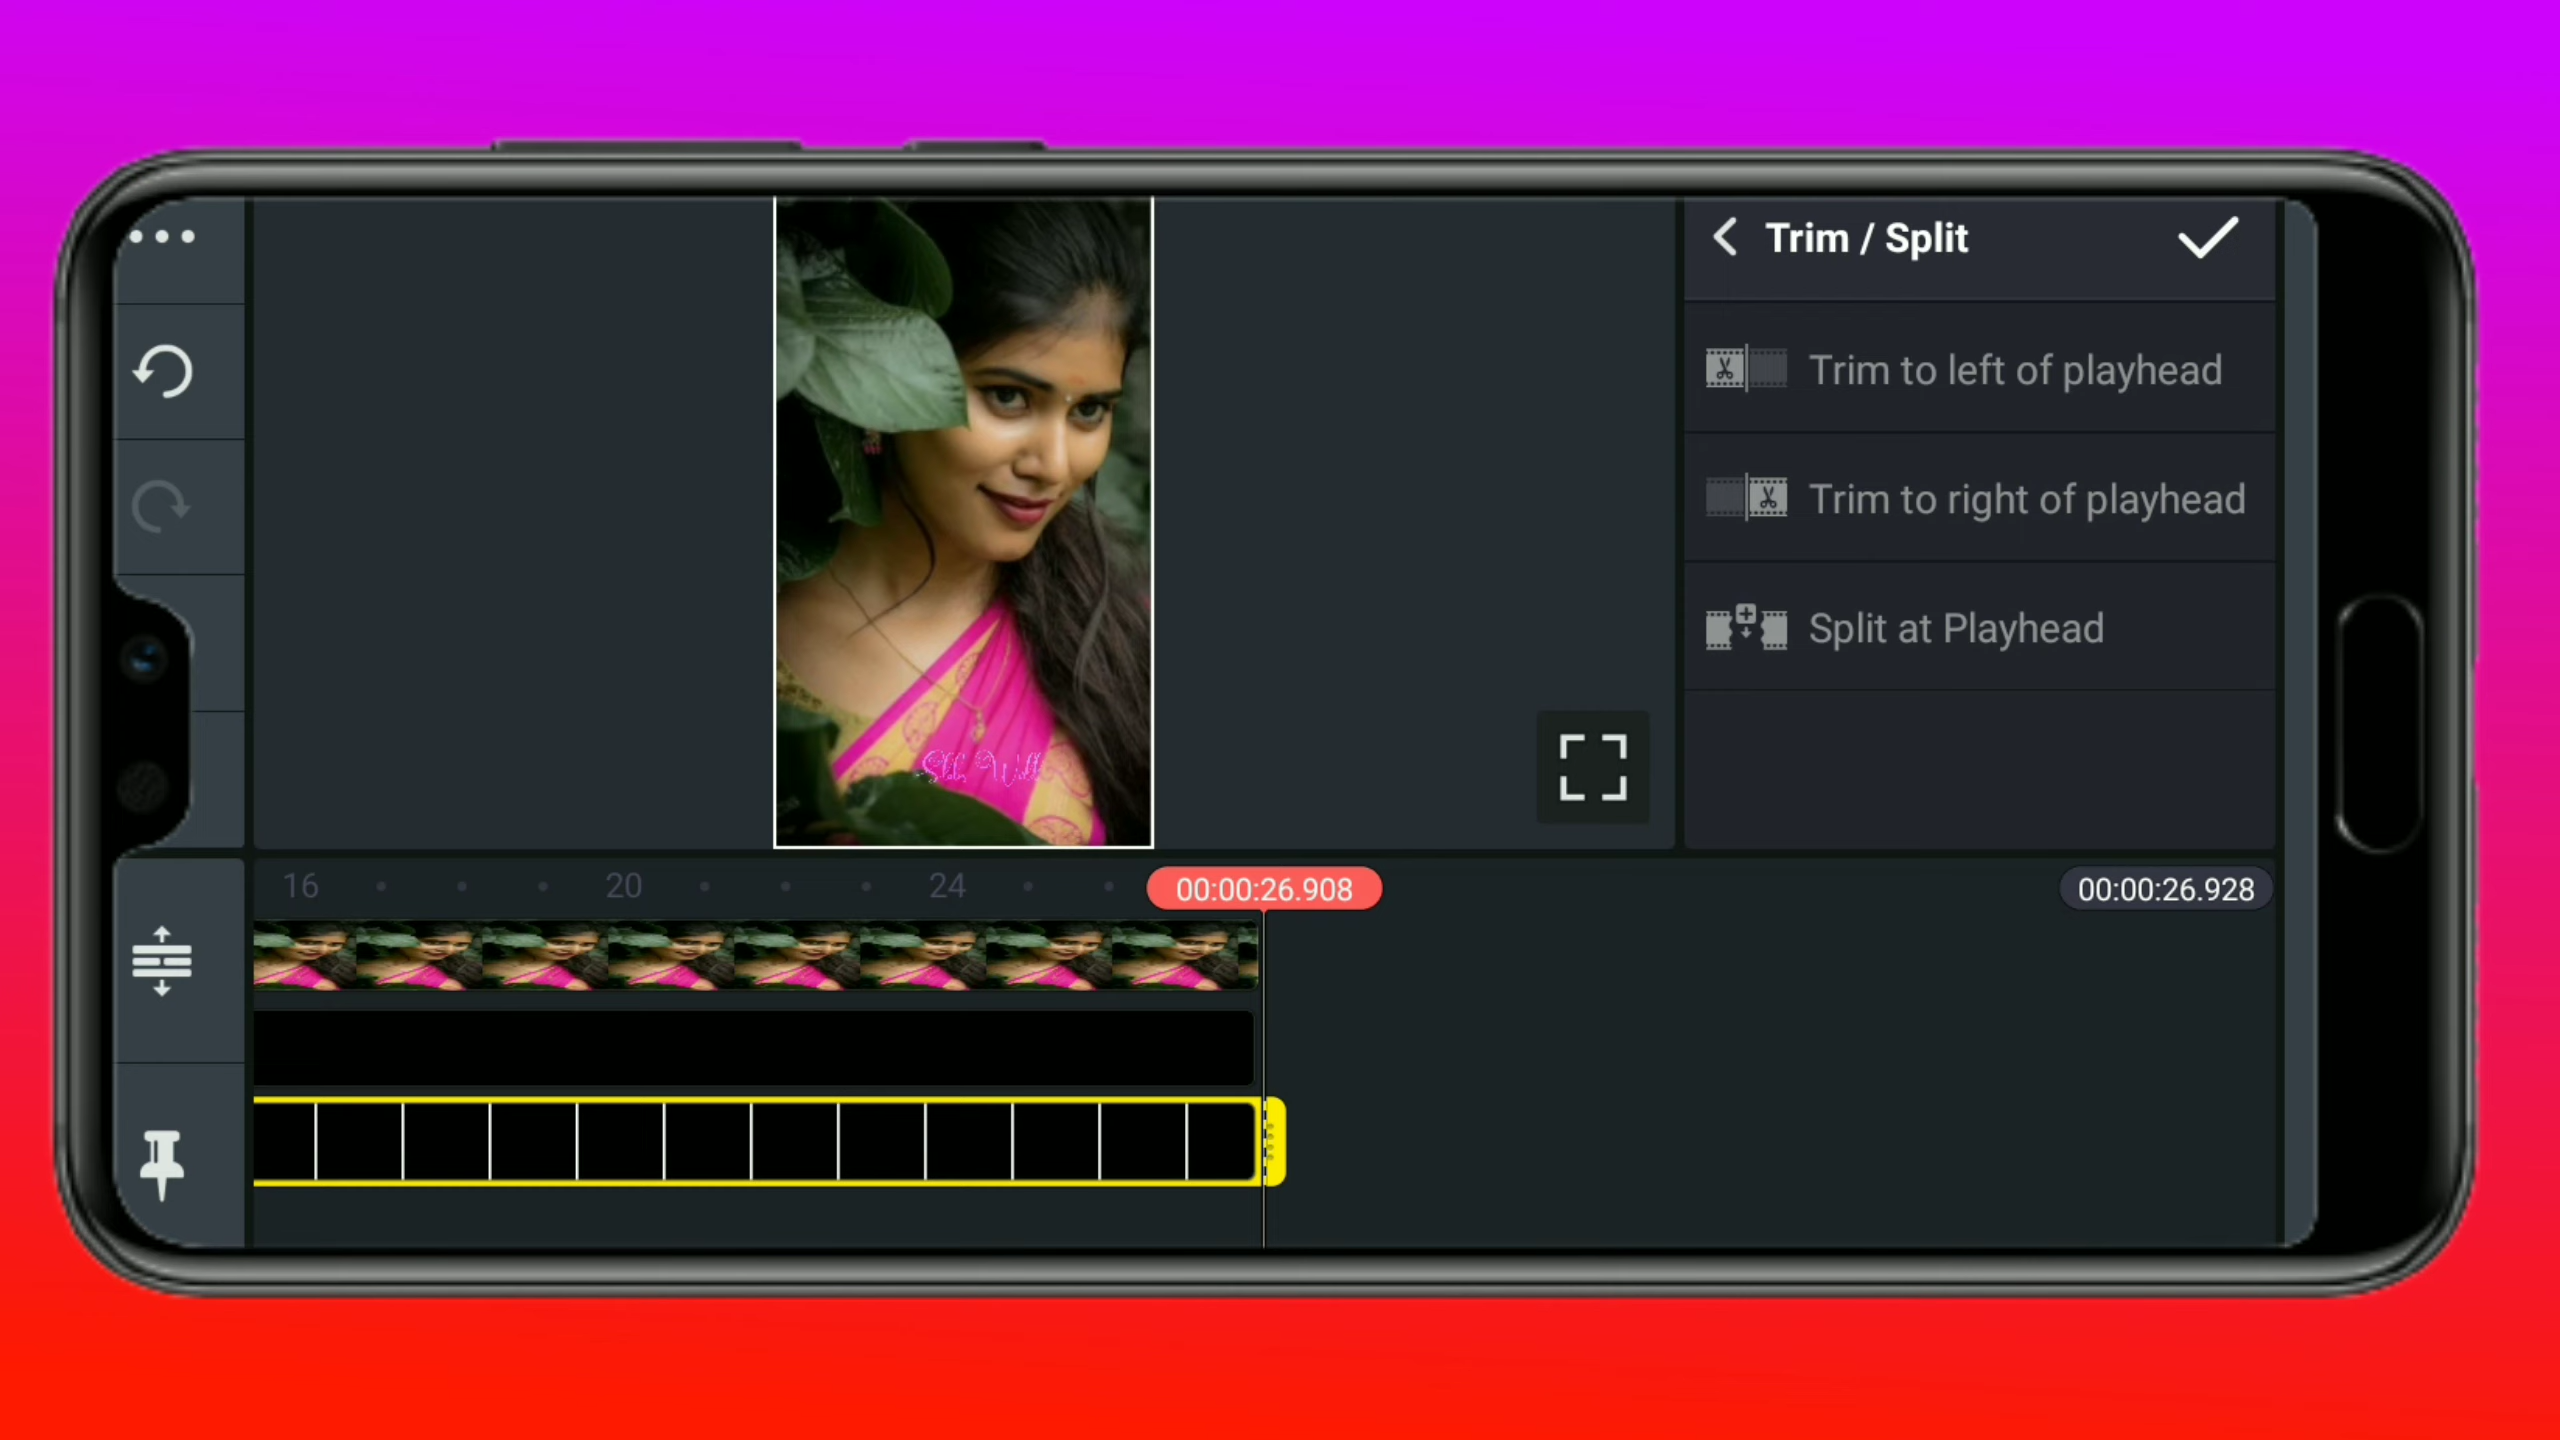 Trim / Split
Trim to left of playhead
Trim to right of playhead
Split at Playhead
16
20
24
00:00:26.908
00:00:26.928